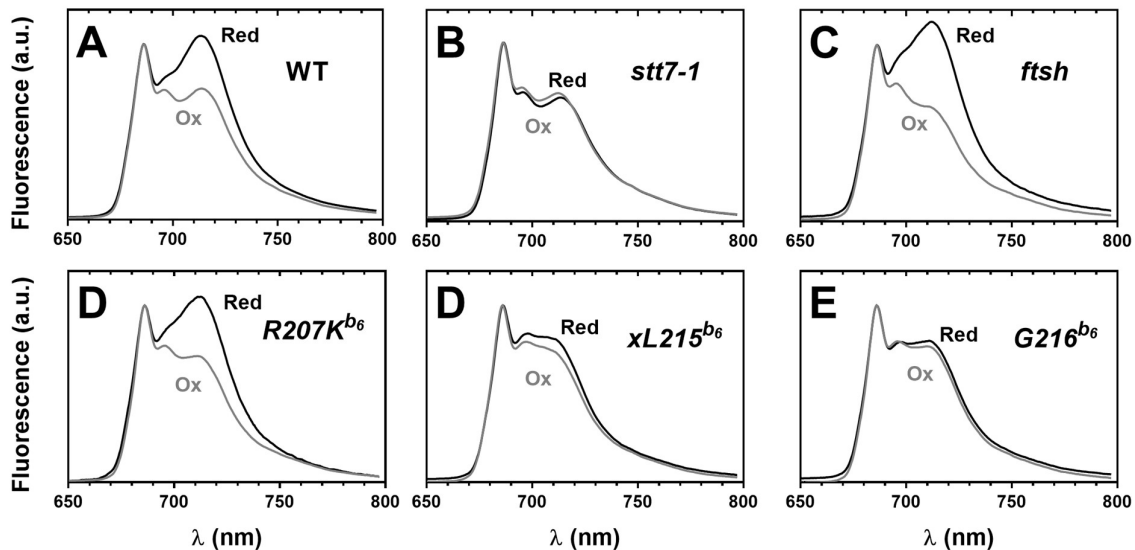 A
WT
Red
Ox
Fluorescence (a.u.)
650 700 750 800
B
stt7-1
Red
Ox
650 700 750 800
C
ftsh
Red
Ox
Fluorescence (a.u.)
650 700 750 800
D
R207K^b6
Red
Ox
Fluorescence (a.u.)
650 700 750 800
λ (nm)
D
xL215^b6
Red
Ox
650 700 750 800
λ (nm)
E
G216^b6
Red
Ox
650 700 750 800
λ (nm)